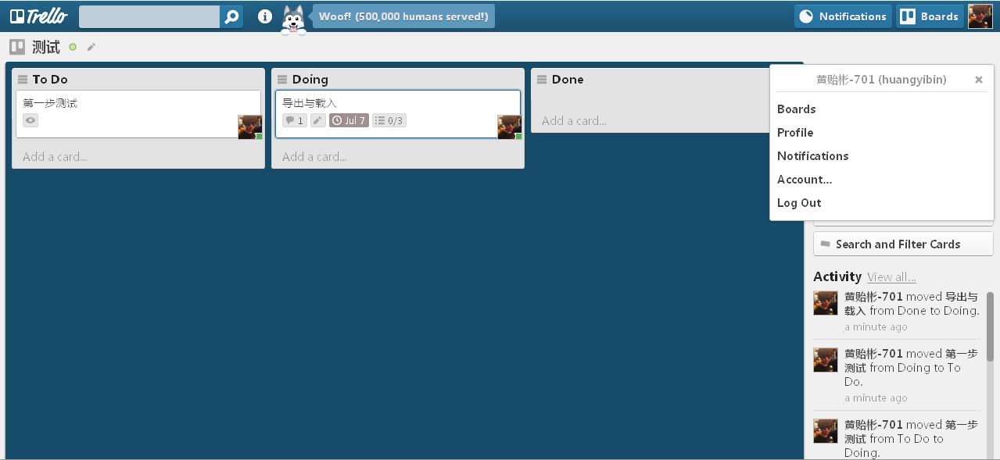 Trello
Woof! (500,000 humans served!)
Notifications
Boards
测试
To Do
第一步测试
Add a card...
Doing
导出与载入
1
Jul 7
0/3
Add a card...
Done
Add a card...
黄贻彬-701 (huangyibin)
Boards
Profile
Notifications
Account...
Log Out
Search and Filter Cards
Activity View all...
黄贻彬-701 moved 导出与
载入 from Done to Doing.
a minute ago
黄贻彬-701 moved 第一步
测试 from Doing to To
Do.
a minute ago
黄贻彬-701 moved 第一步
测试 from To Do to
Doing.